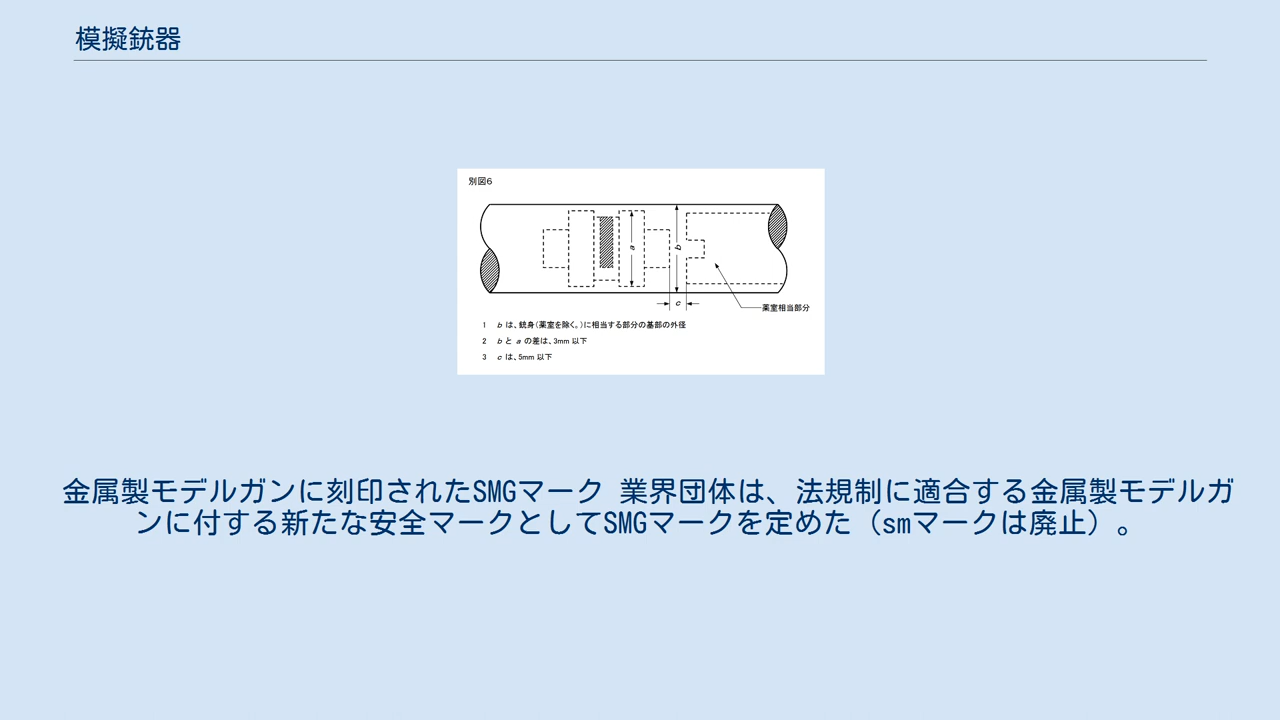 模擬銃器
別図6
a
b
c
薬室相当部分
1 b は、銃身(薬室を除く。)に相当する部分の基部の外径
2 b と a の差は、3mm 以下
3 c は、5mm 以下
金属製モデルガンに刻印されたSMGマーク 業界団体は、法規制に適合する金属製モデルガ
ンに付する新たな安全マークとしてSMGマークを定めた（smマークは廃止）。